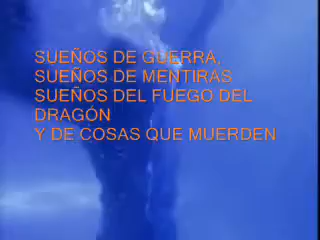 SUEÑOS DE GUERRA,
SUEÑOS DE MENTIRAS
SUEÑOS DEL FUEGO DEL
DRAGÓN
Y DE COSAS QUE MUERDEN